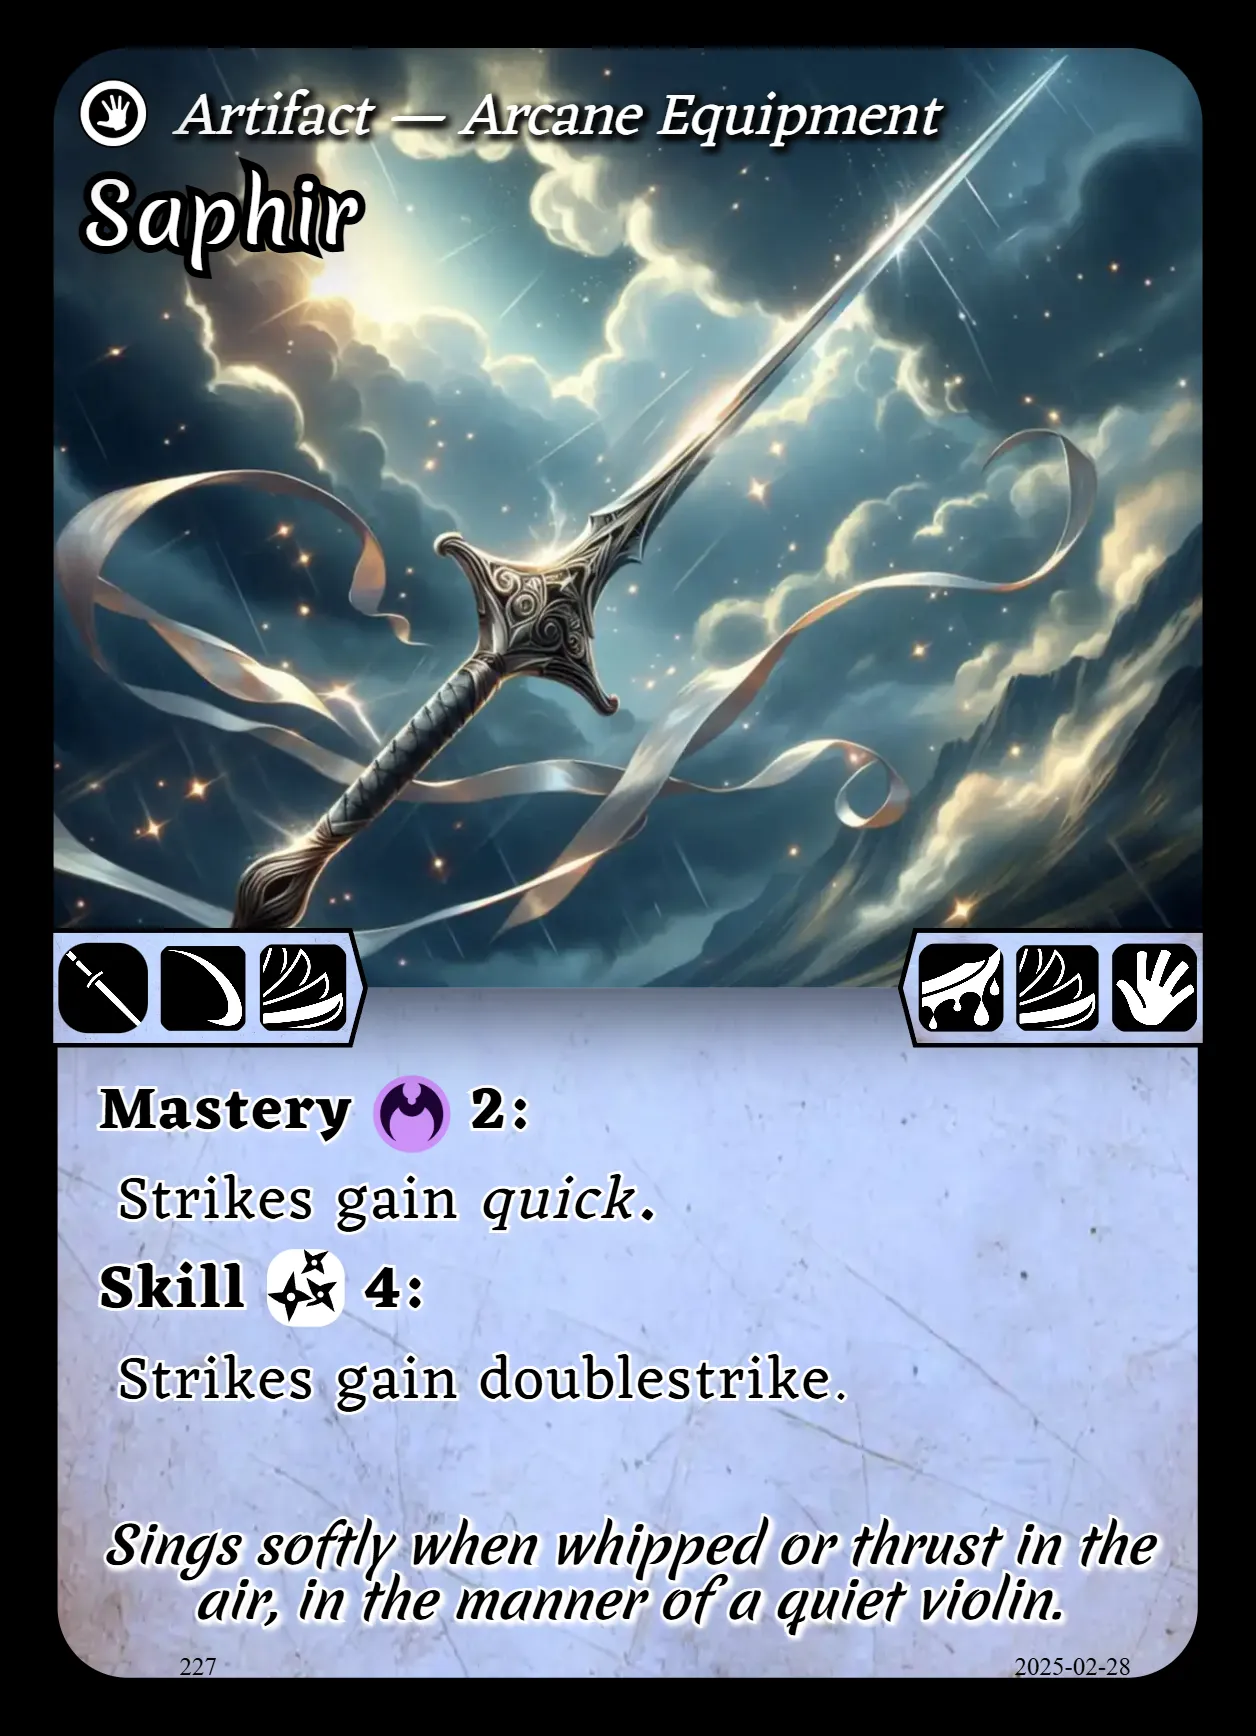 Artifact — Arcane Equipment
Saphir
Mastery 2:
Strikes gain quick.
Skill 4:
Strikes gain doublestrike.
Sings softly when whipped or thrust in the
air, in the manner of a quiet violin.
227
2025-02-28